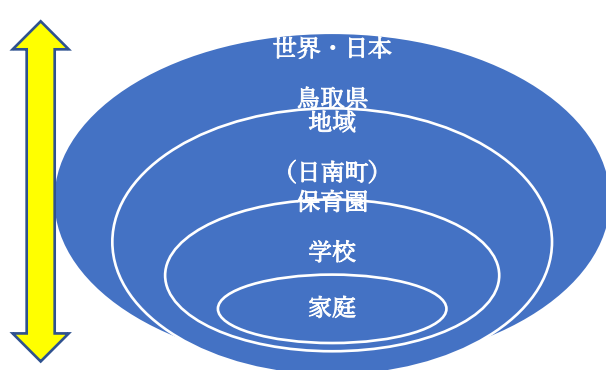 世界・日本
鳥取県
地域
（日南町）
保育園
学校
家庭